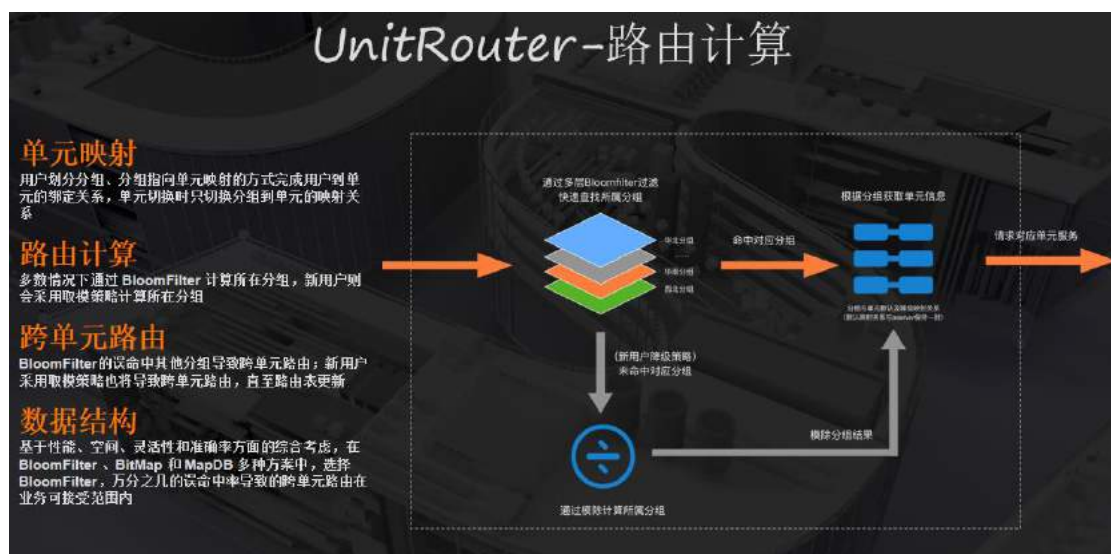 UnitRouter-路由计算
单元映射
用户划分分组、分组指向单元映射的方式完成用户到单
元的绑定关系，单元切换时只切换分组到单元的映射关
系
路由计算
多数情况下通过 BloomFilter 计算所在分组，新用户则
会采用取模策略计算所在分组
跨单元路由
BloomFilter的误命中其他分组导致跨单元路由；新用户
采用取模策略也将导致跨单元路由，直至路由表更新
数据结构
基于性能、空间、灵活性和准确率方面的综合考虑，在
BloomFilter 、BitMap 和 MapDB 多种方案中，选择
BloomFilter，万分之几的误命中率导致的跨单元路由在
业务可接受范围内
通过多层Bloomfilter过滤
快速查找所属分组
华北分组
华南分组
西北分组
命中对应分组
根据分组获取单元信息
请求对应单元服务
(新用户降级策略)
未命中对应分组
模除分组结果
通过模除计算所属分组